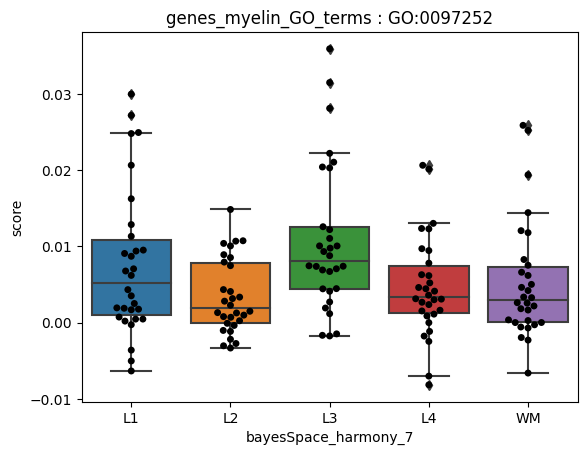 genes_myelin_GO_terms : GO:0097252
0.03
0.02
0.01
0.00
−0.01
score
L1 L2 L3 L4 WM
bayesSpace_harmony_7